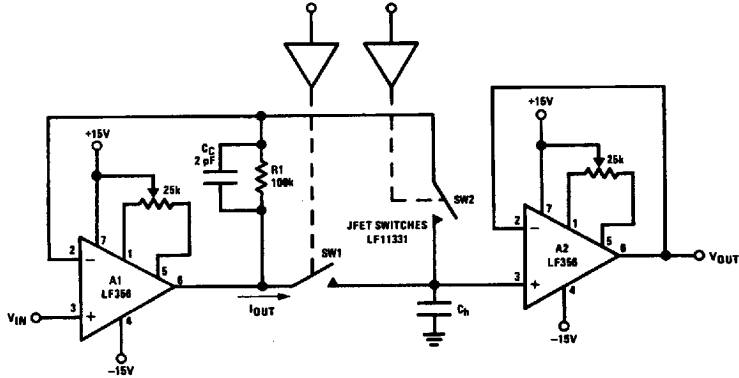 +15V
25k
7
1
2
5
6
A1
LF356
3
VIN
4
−15V
CC
2 pF
R1
100k
IOUT
SW1
JFET SWITCHES
LF11331
SW2
Ch
+15V
25k
7
1
2
5
6
A2
LF356
3
4
−15V
VOUT